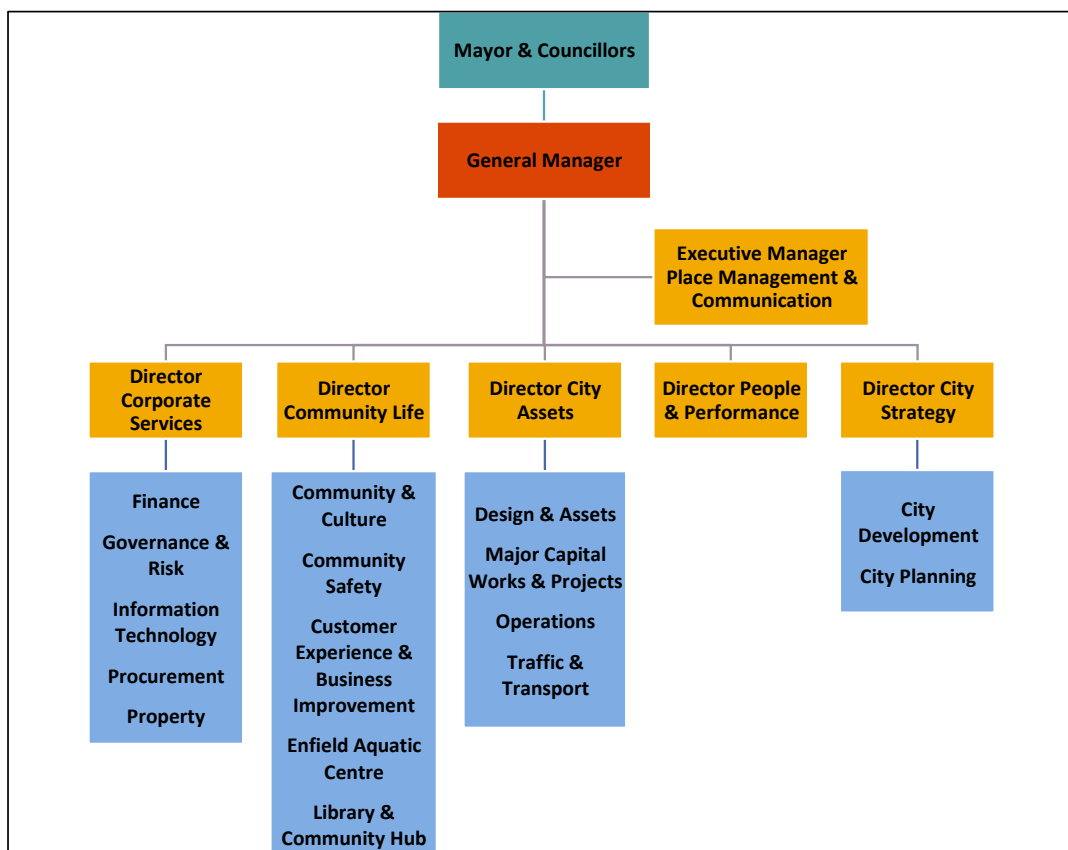 Mayor & Councillors
General Manager
Executive Manager
Place Management &
Communication
Director
Corporate
Services
Director
Community Life
Director City
Assets
Director People
& Performance
Director City
Strategy
Finance
Governance &
Risk
Information
Technology
Procurement
Property
Community &
Culture
Community
Safety
Customer
Experience &
Business
Improvement
Enfield Aquatic
Centre
Library &
Community Hub
Design & Assets
Major Capital
Works & Projects
Operations
Traffic &
Transport
City
Development
City Planning